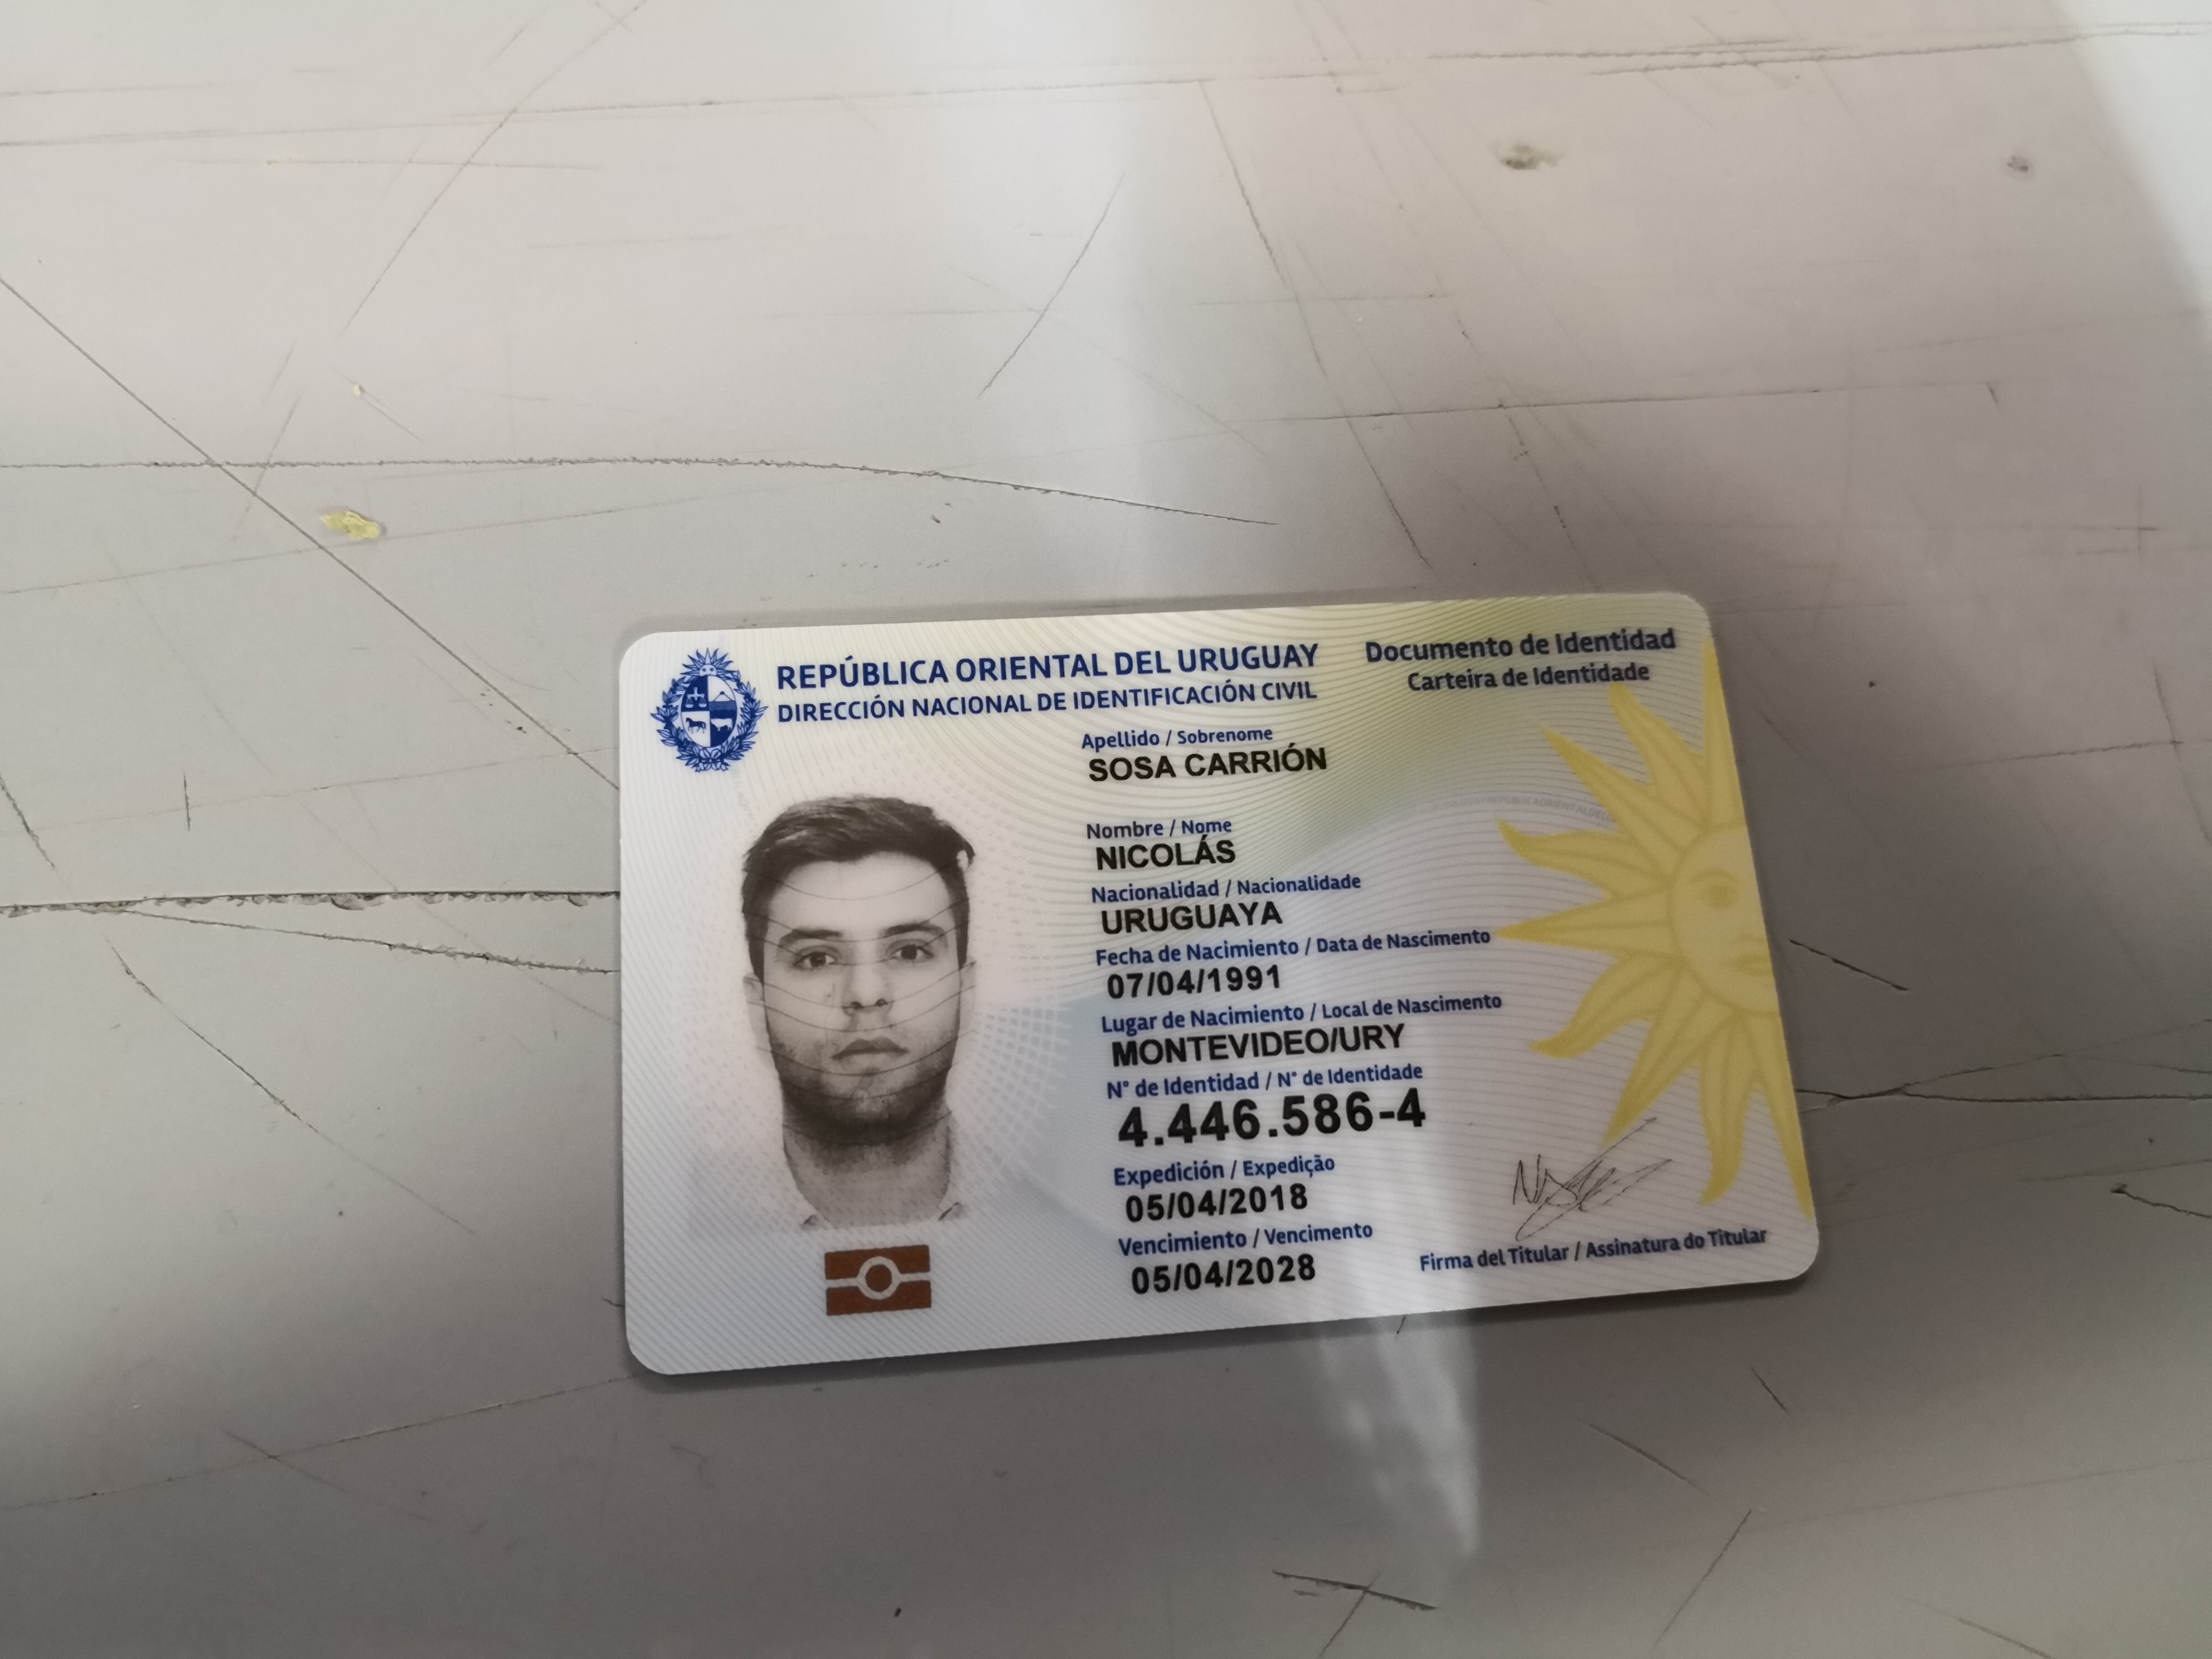 REPÚBLICA ORIENTAL DEL URUGUAY
DIRECCIÓN NACIONAL DE IDENTIFICACIÓN CIVIL
Documento de Identidad
Carteira de Identidade
Apellido / Sobrenome
SOSA CARRIÓN
Nombre / Nome
NICOLÁS
Nacionalidad / Nacionalidade
URUGUAYA
Fecha de Nacimiento / Data de Nascimento
07/04/1991
Lugar de Nacimiento / Local de Nascimento
MONTEVIDEO/URY
N° de Identidad / N° de Identidade
4.446.586-4
Expedición / Expedição
05/04/2018
Vencimiento / Vencimento
05/04/2028
Firma del Titular / Assinatura do Titular